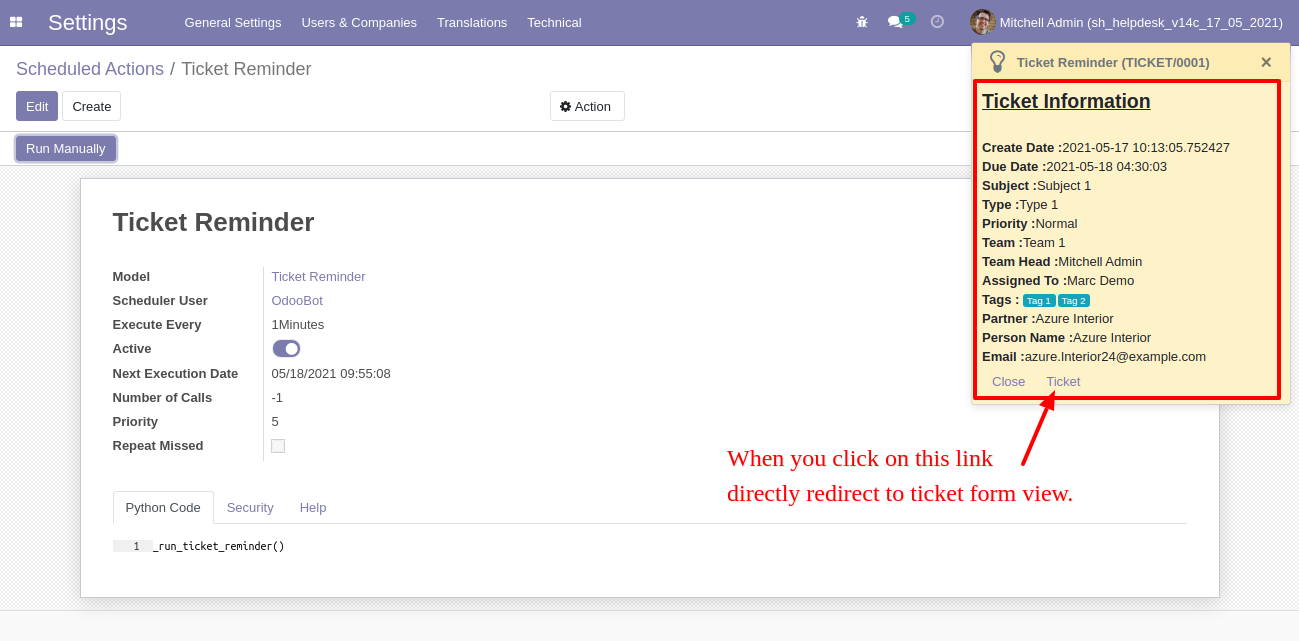 Settings
General Settings Users & Companies Translations Technical
5
Mitchell Admin (sh_helpdesk_v14c_17_05_2021)
Scheduled Actions / Ticket Reminder
Edit Create
Action
Run Manually
Ticket Reminder
Model Ticket Reminder
Scheduler User OdooBot
Execute Every 1Minutes
Active
Next Execution Date 05/18/2021 09:55:08
Number of Calls -1
Priority 5
Repeat Missed
Python Code Security Help
1 _run_ticket_reminder()
Ticket Reminder (TICKET/0001) ×
Ticket Information
Create Date :2021-05-17 10:13:05.752427
Due Date :2021-05-18 04:30:03
Subject :Subject 1
Type :Type 1
Priority :Normal
Team :Team 1
Team Head :Mitchell Admin
Assigned To :Marc Demo
Tags : Tag 1 Tag 2
Partner :Azure Interior
Person Name :Azure Interior
Email :azure.Interior24@example.com
Close Ticket
When you click on this link
directly redirect to ticket form view.